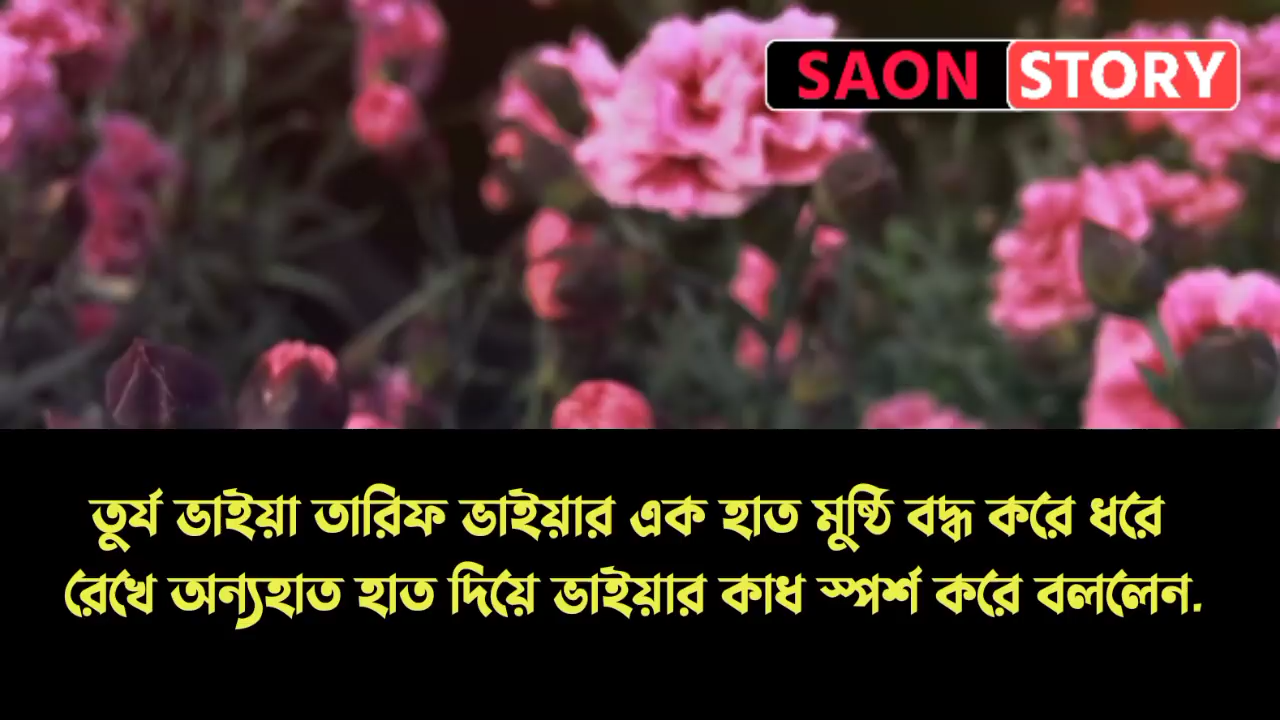 SAON STORY
তুর্য ভাইয়া তারিফ ভাইয়ার এক হাত মুষ্ঠি বদ্ধ করে ধরে
রেখে অন্যহাত হাত দিয়ে ভাইয়ার কাধ স্পর্শ করে বললেন.